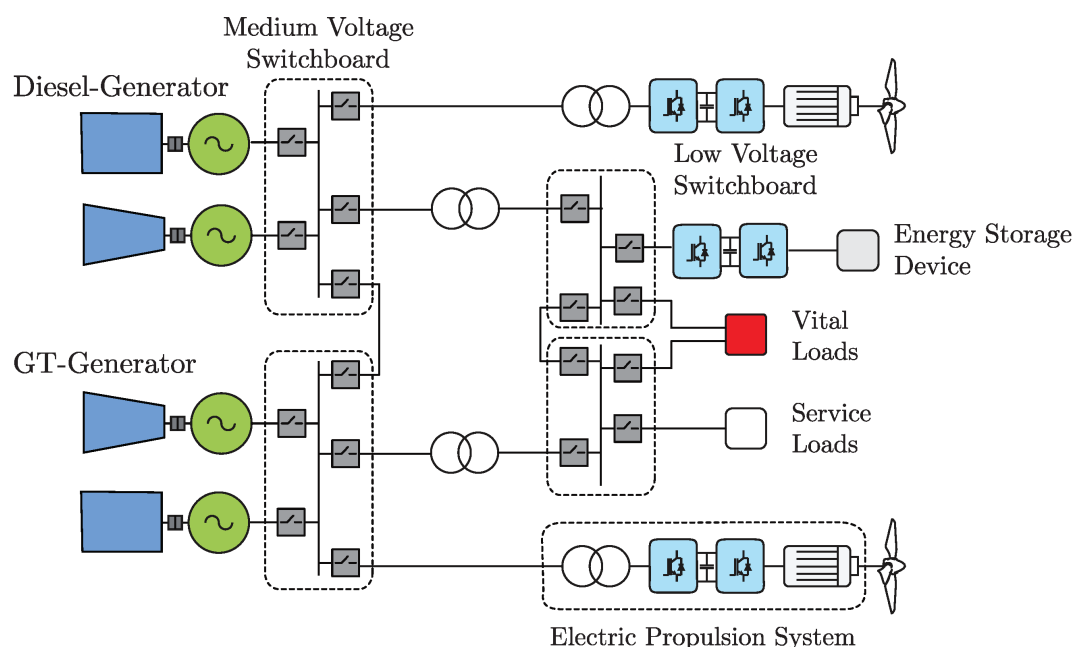 Medium Voltage
Switchboard
Diesel-Generator
Low Voltage
Switchboard
Energy Storage
Device
Vital
Loads
GT-Generator
Service
Loads
Electric Propulsion System